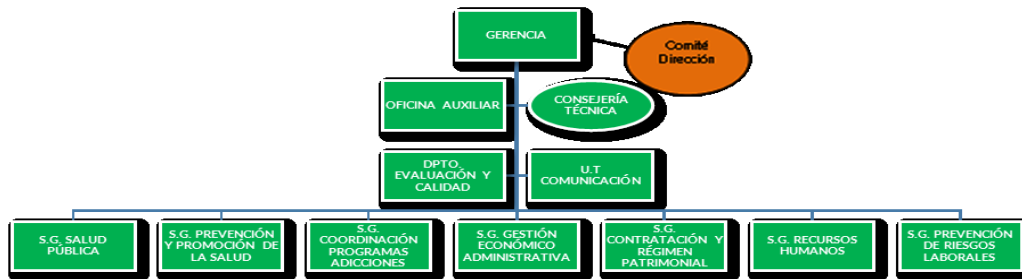 GERENCIA
Comité
Dirección
OFICINA AUXILIAR
CONSEJERÍA
TÉCNICA
DPTO.
EVALUACIÓN Y
CALIDAD
U.T
COMUNICACIÓN
S.G. SALUD
PÚBLICA
S.G. PREVENCIÓN
Y PROMOCIÓN DE
LA SALUD
S.G.
COORDINACIÓN
PROGRAMAS
ADICCIONES
S.G. GESTIÓN
ECONÓMICO
ADMINISTRATIVA
S.G.
CONTRATACIÓN Y
RÉGIMEN
PATRIMONIAL
S.G. RECURSOS
HUMANOS
S.G. PREVENCIÓN
DE RIESGOS
LABORALES